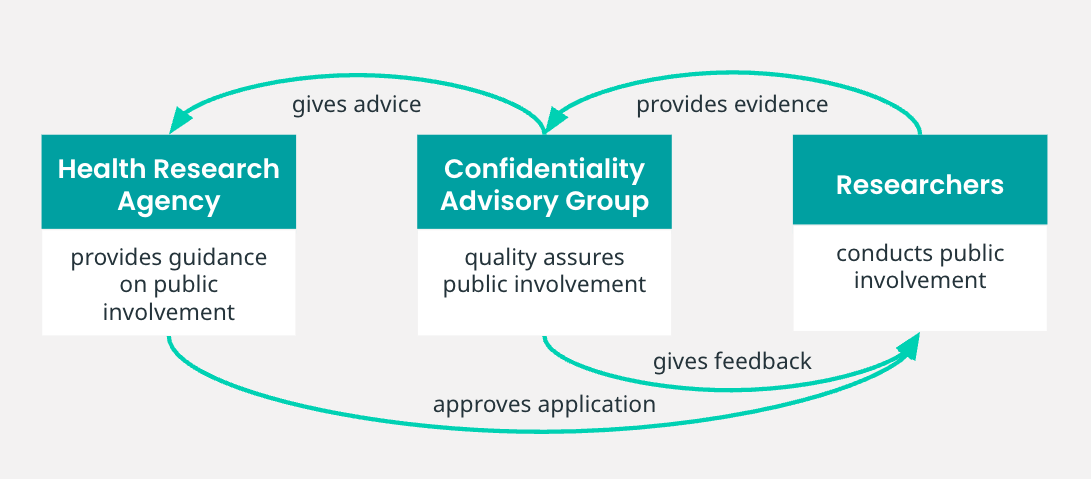 gives advice
provides evidence
Health Research
Agency
provides guidance
on public
involvement
Confidentiality
Advisory Group
quality assures
public involvement
Researchers
conducts public
involvement
gives feedback
approves application